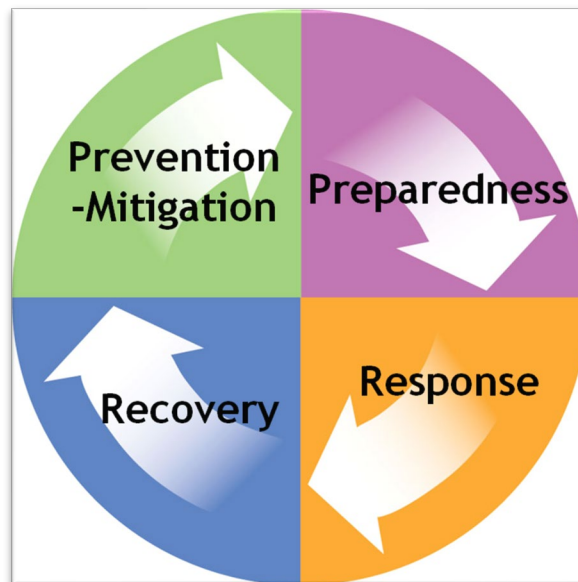 Prevention
-Mitigation
Preparedness
Response
Recovery